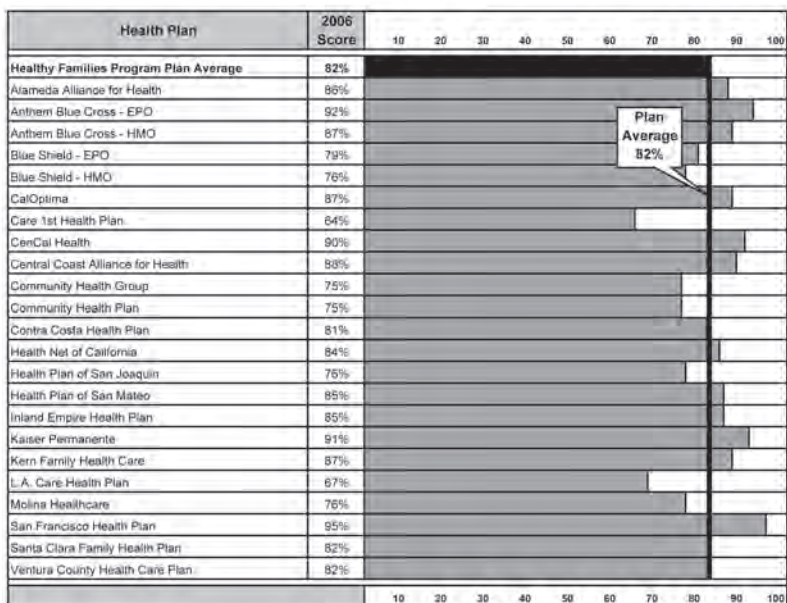 Health Plan 2006 Score 10 20 30 40 50 60 70 80 90 100
Healthy Families Program Plan Average 82%
Alameda Alliance for Health 86%
Anthem Blue Cross - EPO 92%
Anthem Blue Cross - HMO 87%
Blue Shield - EPO 79%
Blue Shield - HMO 76%
Plan Average 82%
CalOptima 87%
Care 1st Health Plan 64%
CenCal Health 90%
Central Coast Alliance for Health 88%
Community Health Group 75%
Community Health Plan 75%
Contra Costa Health Plan 81%
Health Net of California 84%
Health Plan of San Joaquin 76%
Health Plan of San Mateo 85%
Inland Empire Health Plan 85%
Kaiser Permanente 91%
Kern Family Health Care 87%
L.A. Care Health Plan 67%
Molina Healthcare 76%
San Francisco Health Plan 95%
Santa Clara Family Health Plan 82%
Ventura County Health Care Plan 82%
10 20 30 40 50 60 70 80 90 100